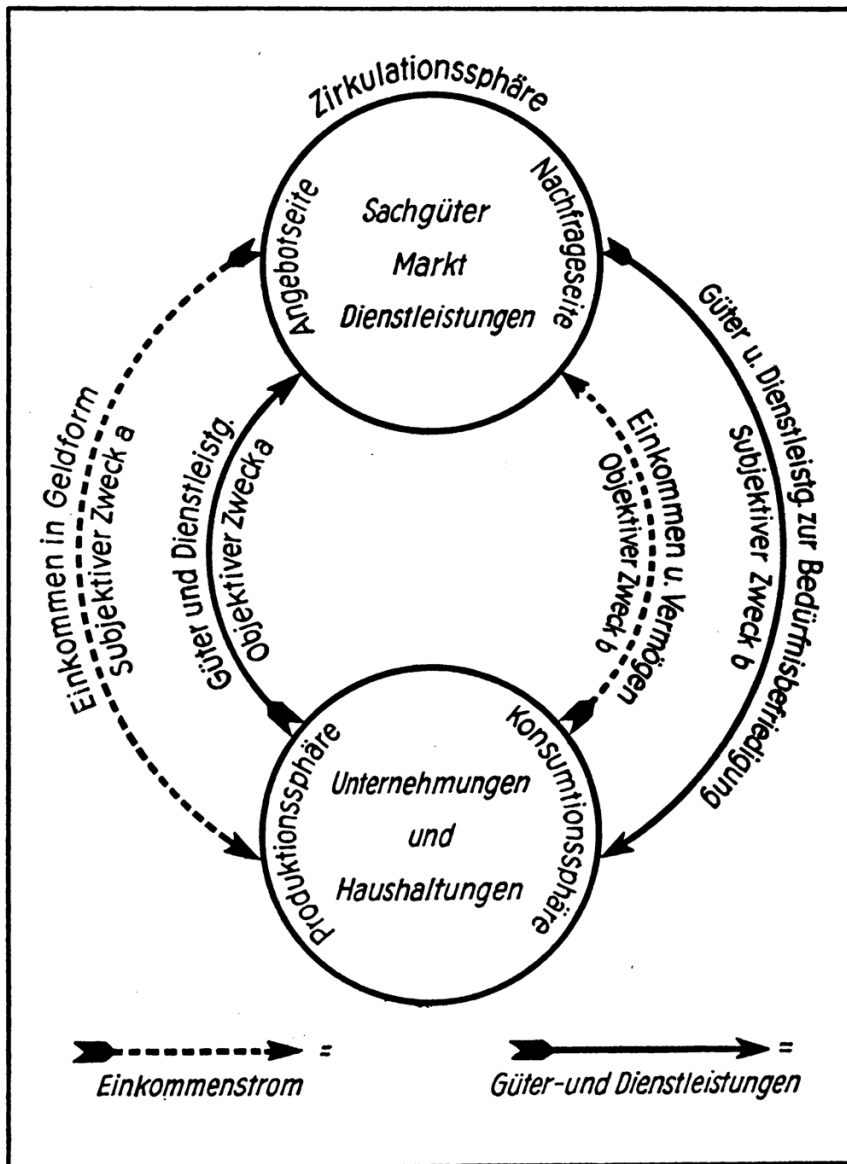 Zirkulationssphäre
Angebotseite
Sachgüter
Markt
Dienstleistungen
Nachfrageseite
Einkommen in Geldform
Subjektiver Zweck a
Güter und Dienstleistg.
Objektiver Zweck a
Einkommen u. Vermögen
Objektiver Zweck b
Güter u. Dienstleistg. zur Bedürfnisbefriedigung
Subjektiver Zweck b
Produktionssphäre
Unternehmungen
und
Haushaltungen
Konsumtionssphäre
=
Einkommenstrom
=
Güter-und Dienstleistungen